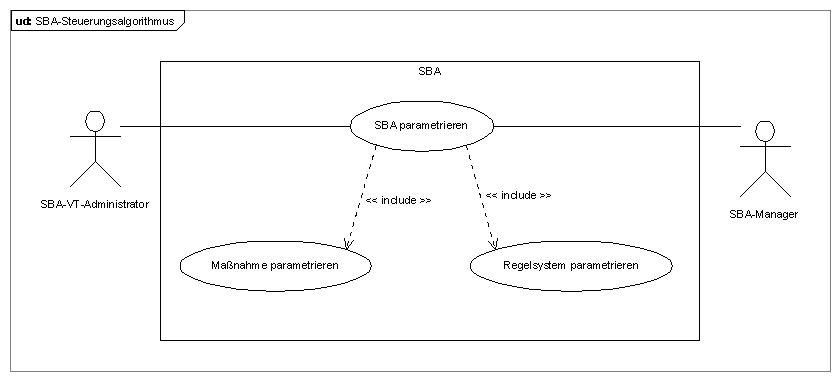 ud: SBA-Steuerungsalgorithmus
SBA
SBA parametrieren
SBA-VT-Administrator
SBA-Manager
<< include >>
<< include >>
Maßnahme parametrieren
Regelsystem parametrieren